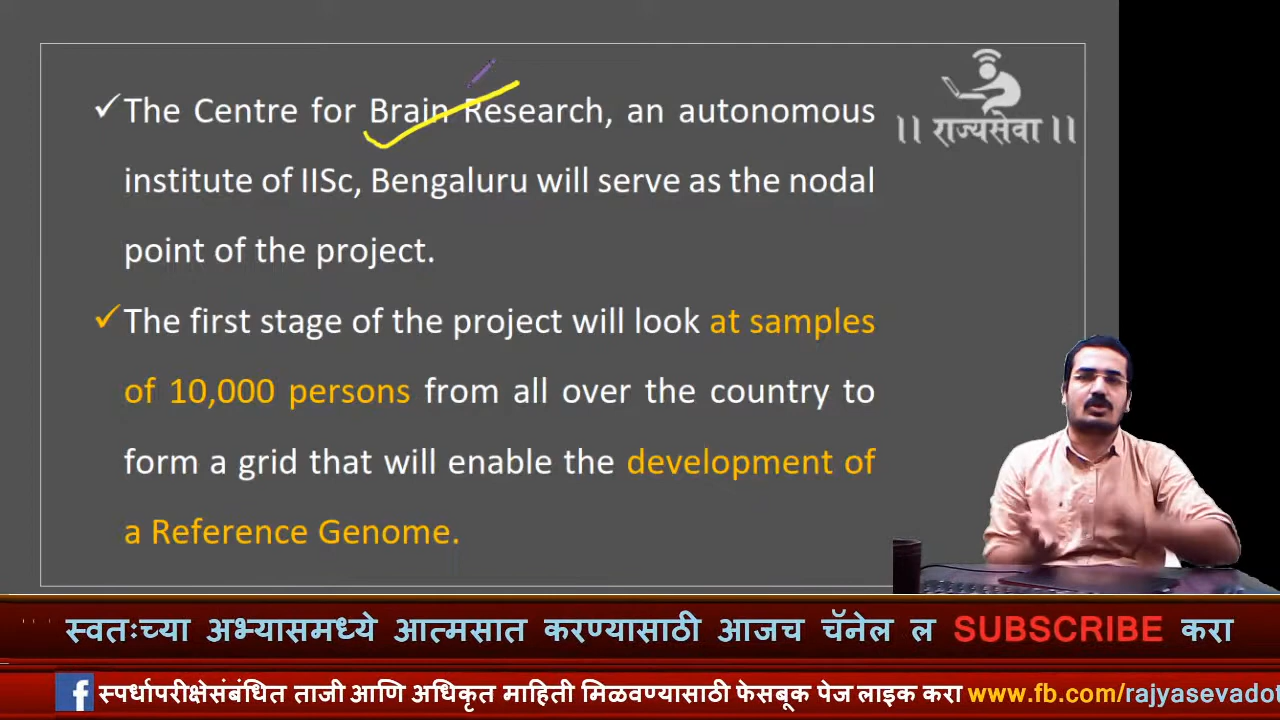 The Centre for Brain Research, an autonomous
institute of IISc, Bengaluru will serve as the nodal
point of the project.
The first stage of the project will look at samples
of 10,000 persons from all over the country to
form a grid that will enable the development of
a Reference Genome.
।। राज्यसेवा ।।
स्वतःच्या अभ्यासमध्ये आत्मसात करण्यासाठी आजच चॅनेल ल SUBSCRIBE करा
स्पर्धापरीक्षेसंबंधित ताजी आणि अधिकृत माहिती मिळवण्यासाठी फेसबूक पेज लाइक करा www.fb.com/rajyasevadot